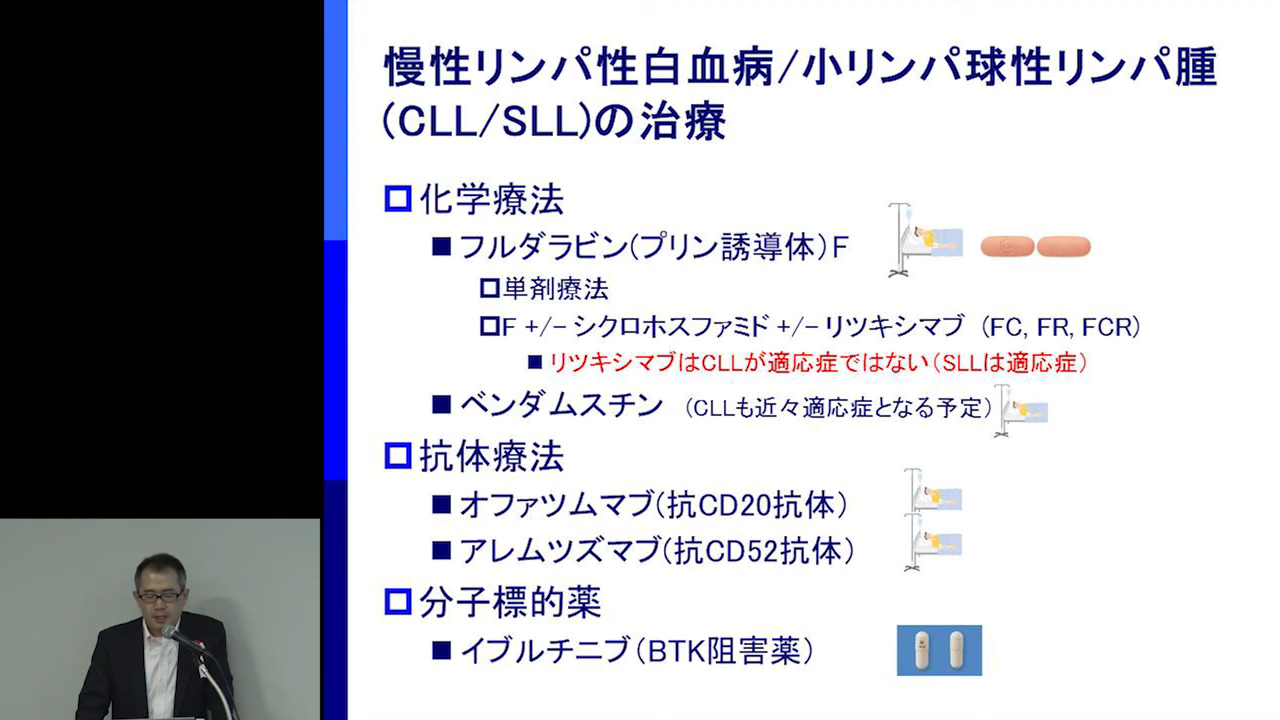 慢性リンパ性白血病/小リンパ球性リンパ腫
(CLL/SLL)の治療
化学療法
フルダラビン(プリン誘導体)F
単剤療法
F +/− シクロホスファミド +/− リツキシマブ (FC, FR, FCR)
リツキシマブはCLLが適応症ではない(SLLは適応症)
ベンダムスチン (CLLも近々適応症となる予定)
抗体療法
オファツムマブ(抗CD20抗体)
アレムツズマブ(抗CD52抗体)
分子標的薬
イブルチニブ(BTK阻害薬)